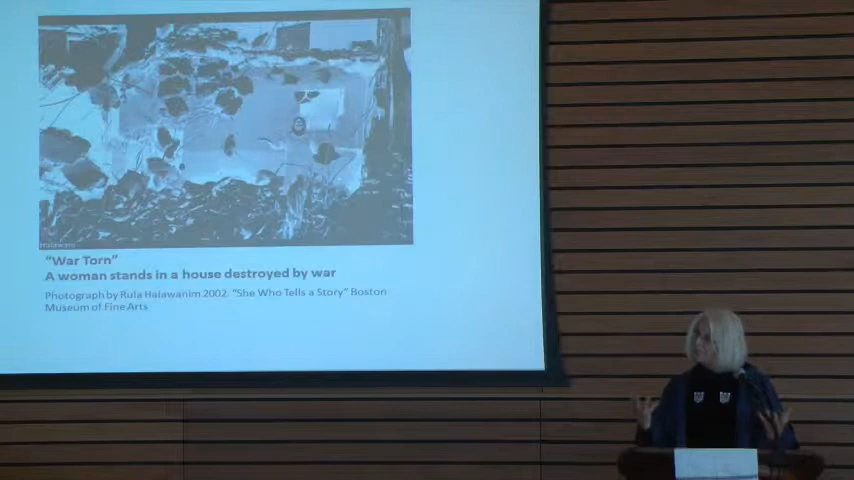 "War Torn"
A woman stands in a house destroyed by war
Photograph by Rula Halawanim 2002. "She Who Tells a Story" Boston
Museum of Fine Arts